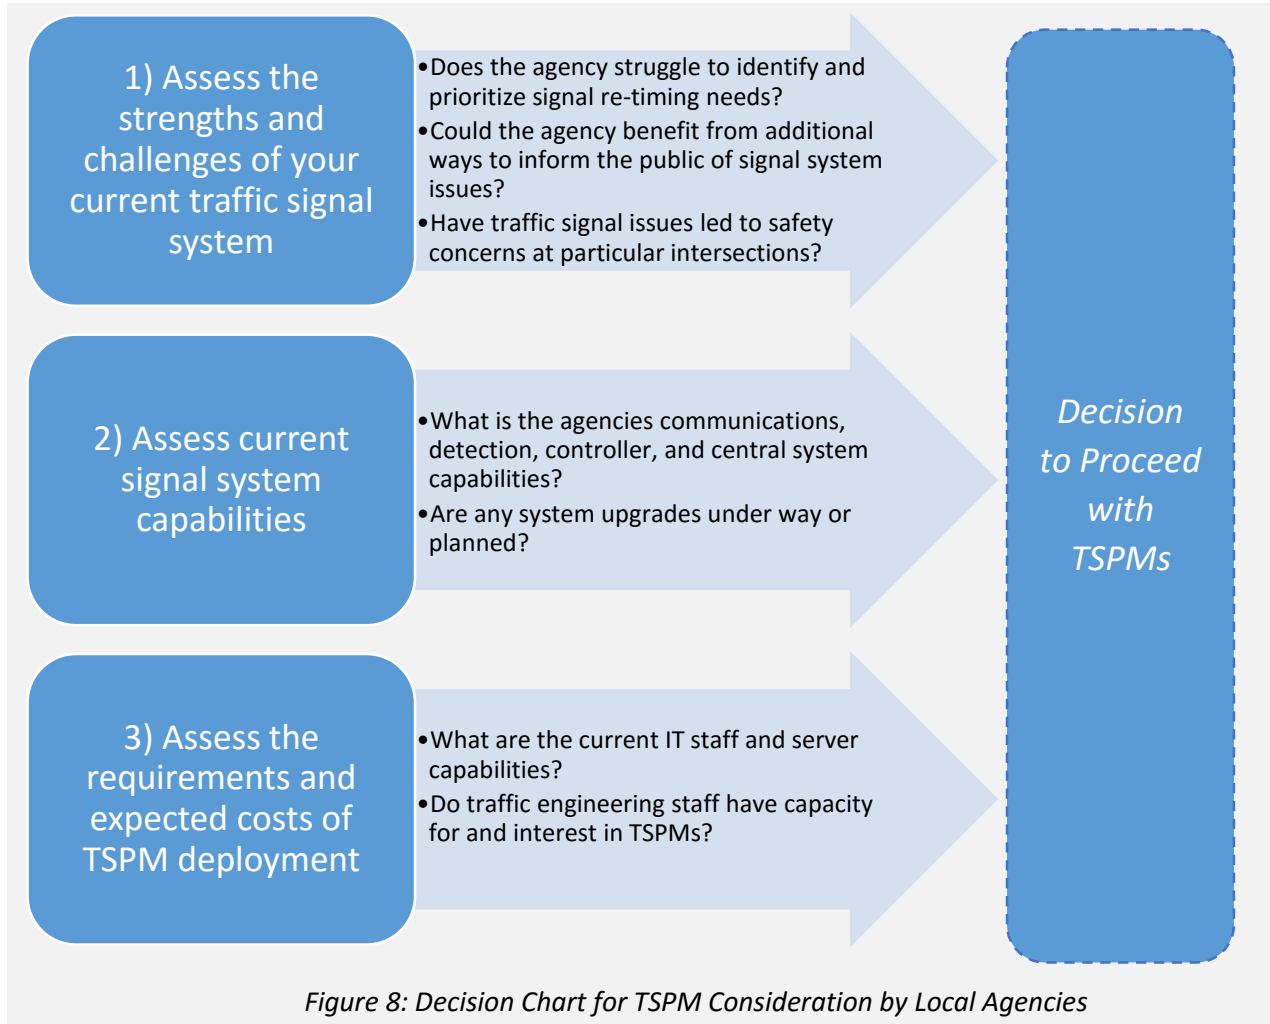 1) Assess the
strengths and
challenges of your
current traffic signal
system
•Does the agency struggle to identify and
prioritize signal re-timing needs?
•Could the agency benefit from additional
ways to inform the public of signal system
issues?
•Have traffic signal issues led to safety
concerns at particular intersections?
2) Assess current
signal system
capabilities
•What is the agencies communications,
detection, controller, and central system
capabilities?
•Are any system upgrades under way or
planned?
3) Assess the
requirements and
expected costs of
TSPM deployment
•What are the current IT staff and server
capabilities?
•Do traffic engineering staff have capacity
for and interest in TSPMs?
Decision
to Proceed
with
TSPMs
Figure 8: Decision Chart for TSPM Consideration by Local Agencies